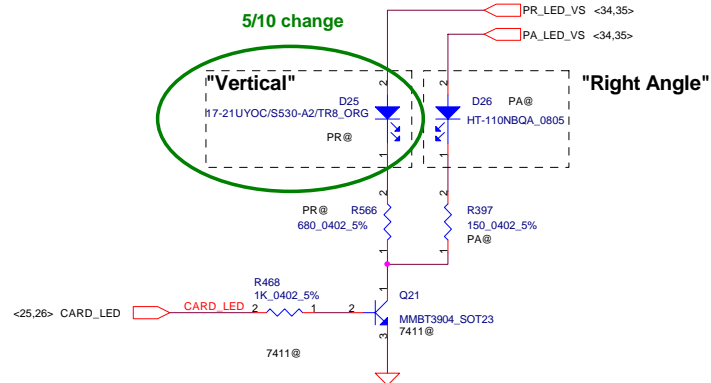 5/10 change
PR_LED_VS <34,35>
PA_LED_VS <34,35>
"Vertical"
"Right Angle"
2
2
D25
17-21UYOC/S530-A2/TR8_ORG
PR@
D26 PA@
HT-110NBQA_0805
1
1
2
2
PR@ R566
680_0402_5%
R397
150_0402_5%
PA@
1
1
R468
1K_0402_5%
<25,26> CARD_LED
CARD_LED 2 1
1
2
3
Q21
MMBT3904_SOT23
7411@
7411@